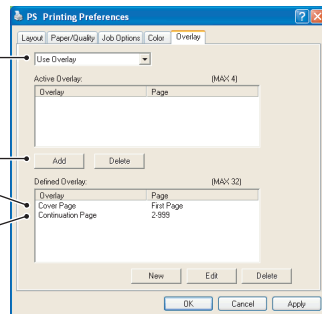 PS Printing Preferences
Layout Paper/Quality Job Options Color Overlay
Use Overlay
Active Overlay: (MAX 4)
Overlay Page
Add Delete
Defined Overlay: (MAX 32)
Overlay Page
Cover Page First Page
Continuation Page 2-999
New Edit Delete
OK Cancel Apply